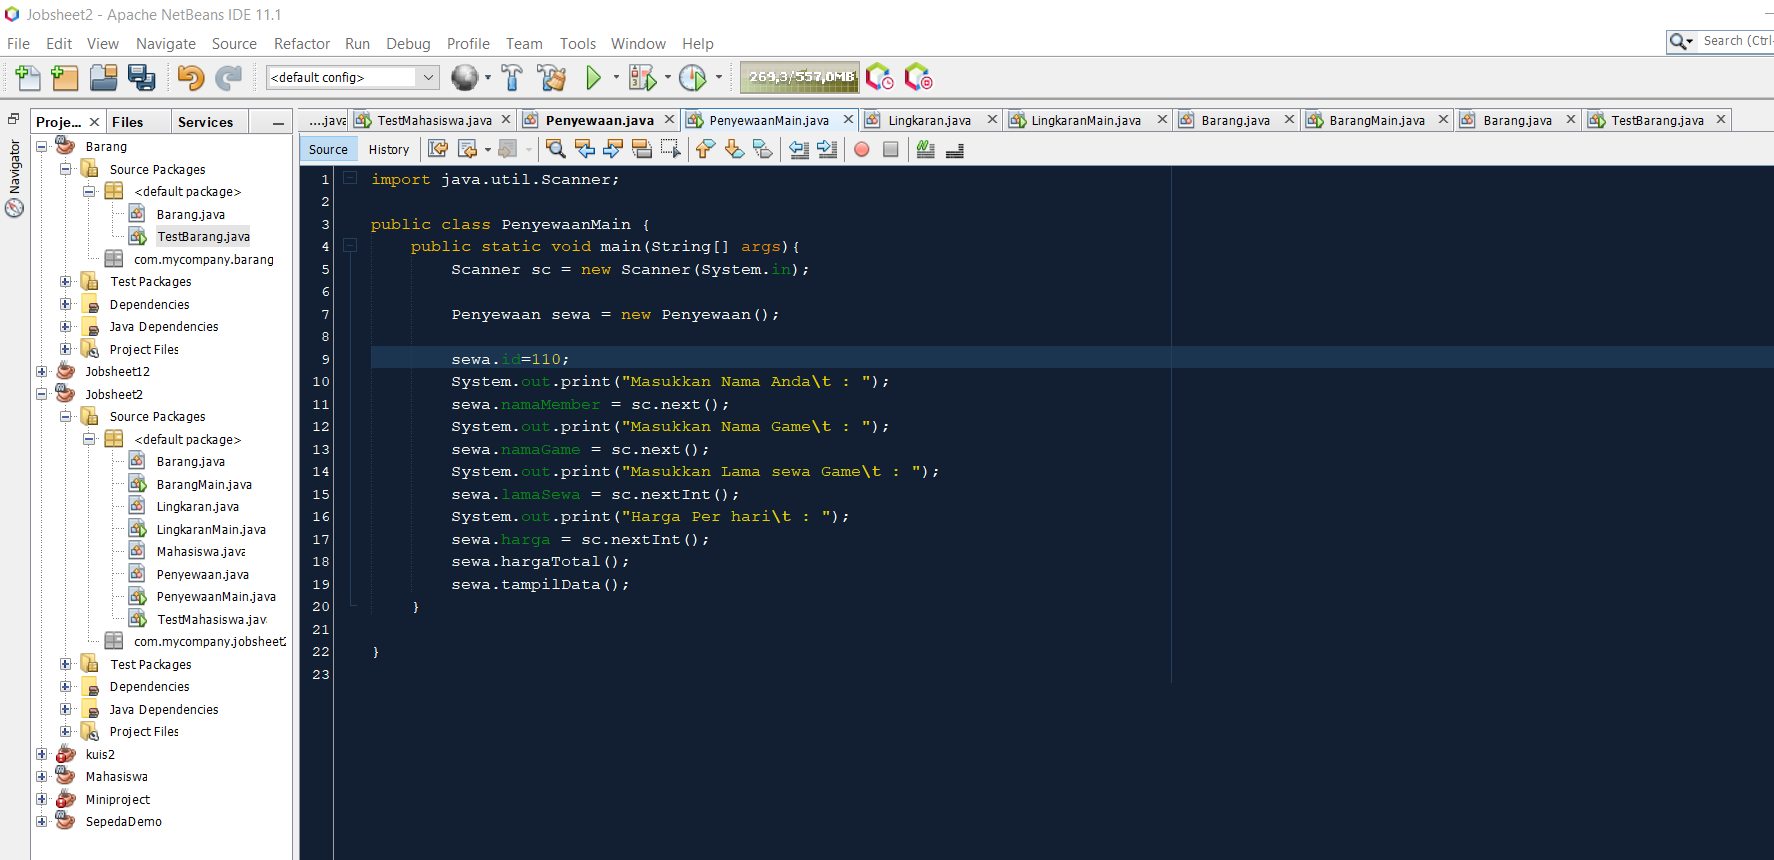 Jobsheet2 - Apache NetBeans IDE 11.1
File Edit View Navigate Source Refactor Run Debug Profile Team Tools Window Help
Search (Ctrl-
<default config>
269,3/557,0MB
Proje... Files Services
....java TestMahasiswa.java Penyewaan.java PenyewaanMain.java Lingkaran.java LingkaranMain.java Barang.java BarangMain.java Barang.java TestBarang.java
Source History
Navigator
Barang
Source Packages
<default package>
Barang.java
TestBarang.java
com.mycompany.barang
Test Packages
Dependencies
Java Dependencies
Project Files
Jobsheet12
Jobsheet2
Source Packages
<default package>
Barang.java
BarangMain.java
Lingkaran.java
LingkaranMain.java
Mahasiswa.java
Penyewaan.java
PenyewaanMain.java
TestMahasiswa.jav
com.mycompany.jobsheet2
Test Packages
Dependencies
Java Dependencies
Project Files
kuis2
Mahasiswa
Miniproject
SepedaDemo
1 import java.util.Scanner;
2
3 public class PenyewaanMain {
4 public static void main(String[] args){
5 Scanner sc = new Scanner(System.in);
6
7 Penyewaan sewa = new Penyewaan();
8
9 sewa.id=110;
10 System.out.print("Masukkan Nama Anda\t : ");
11 sewa.namaMember = sc.next();
12 System.out.print("Masukkan Nama Game\t : ");
13 sewa.namaGame = sc.next();
14 System.out.print("Masukkan Lama sewa Game\t : ");
15 sewa.lamaSewa = sc.nextInt();
16 System.out.print("Harga Per hari\t : ");
17 sewa.harga = sc.nextInt();
18 sewa.hargaTotal();
19 sewa.tampilData();
20 }
21
22 }
23